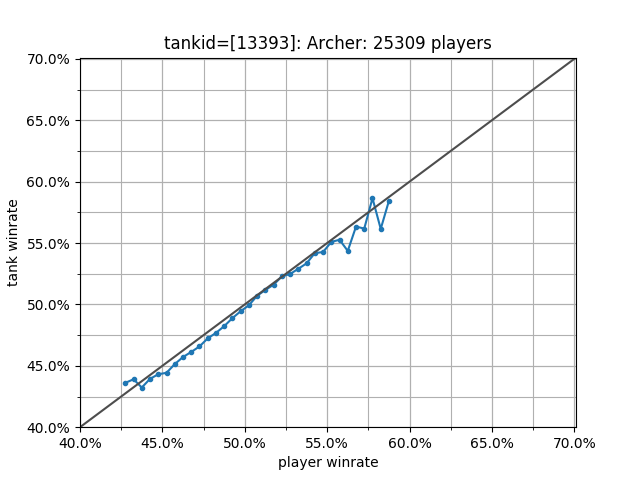 tankid=[13393]: Archer: 25309 players
70.0%
65.0%
60.0%
55.0%
50.0%
45.0%
40.0%
tank winrate
40.0% 45.0% 50.0% 55.0% 60.0% 65.0% 70.0%
player winrate